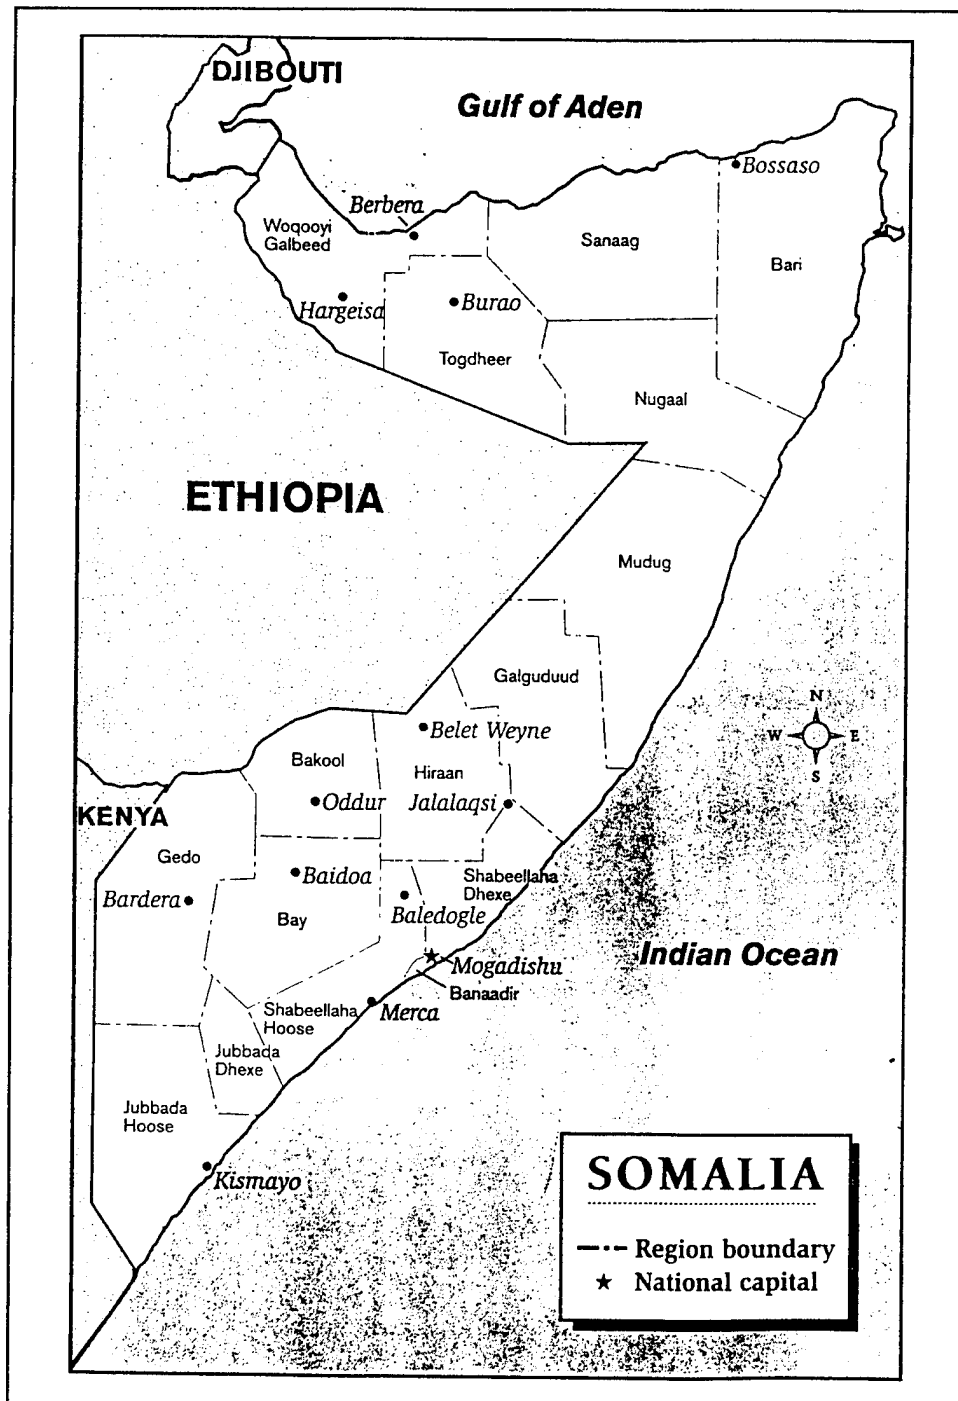 DJIBOUTI
Gulf of Aden
Bossaso
Berbera
Woqooyi
Galbeed
Sanaag
Bari
Hargeisa
Burao
Togdheer
Nugaal
ETHIOPIA
Mudug
Galguduud
N
W
E
S
Belet Weyne
Bakool
Hiraan
Oddur
Jalalaqsi
KENYA
Gedo
Baidoa
Shabeellaha
Dhexe
Bardera
Bay
Baledogle
Indian Ocean
Mogadishu
Banaadir
Shabeellaha
Hoose
Merca
Jubbada
Dhexe
Jubbada
Hoose
Kismayo
SOMALIA
Region boundary
National capital